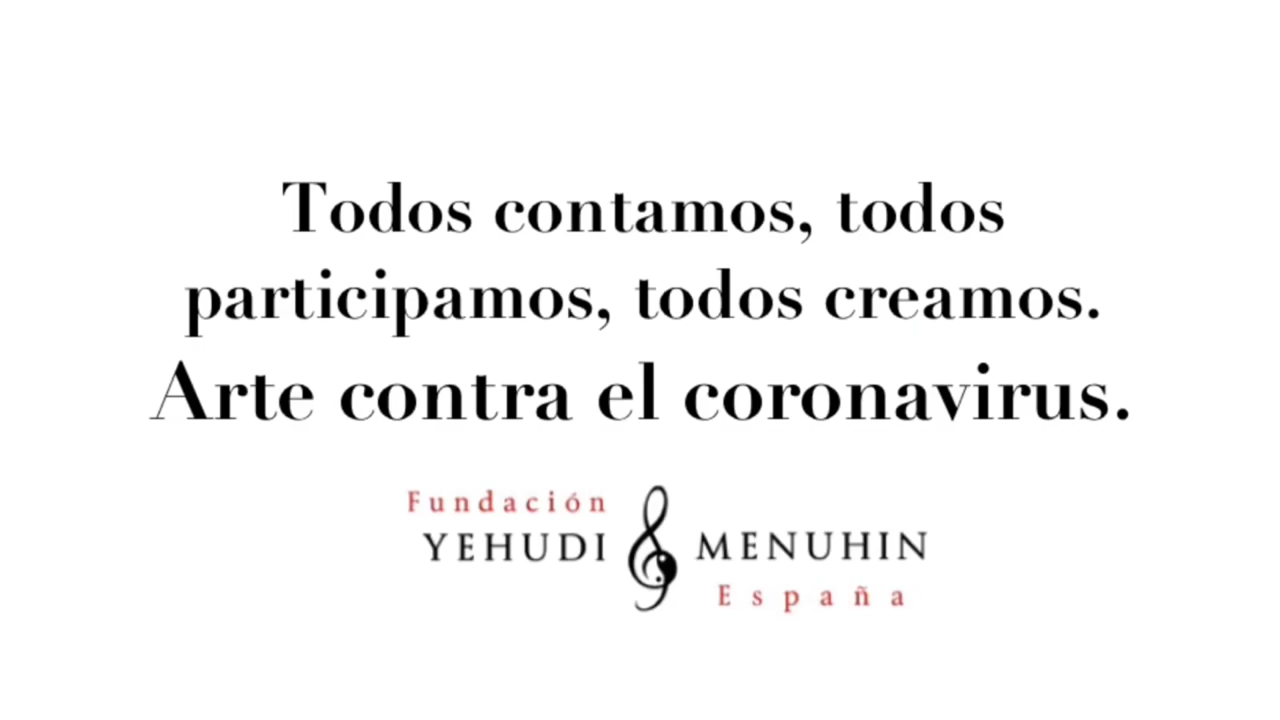 Todos contamos, todos
participamos, todos creamos.
Arte contra el coronavirus.
Fundación
YEHUDI MENUHIN
España